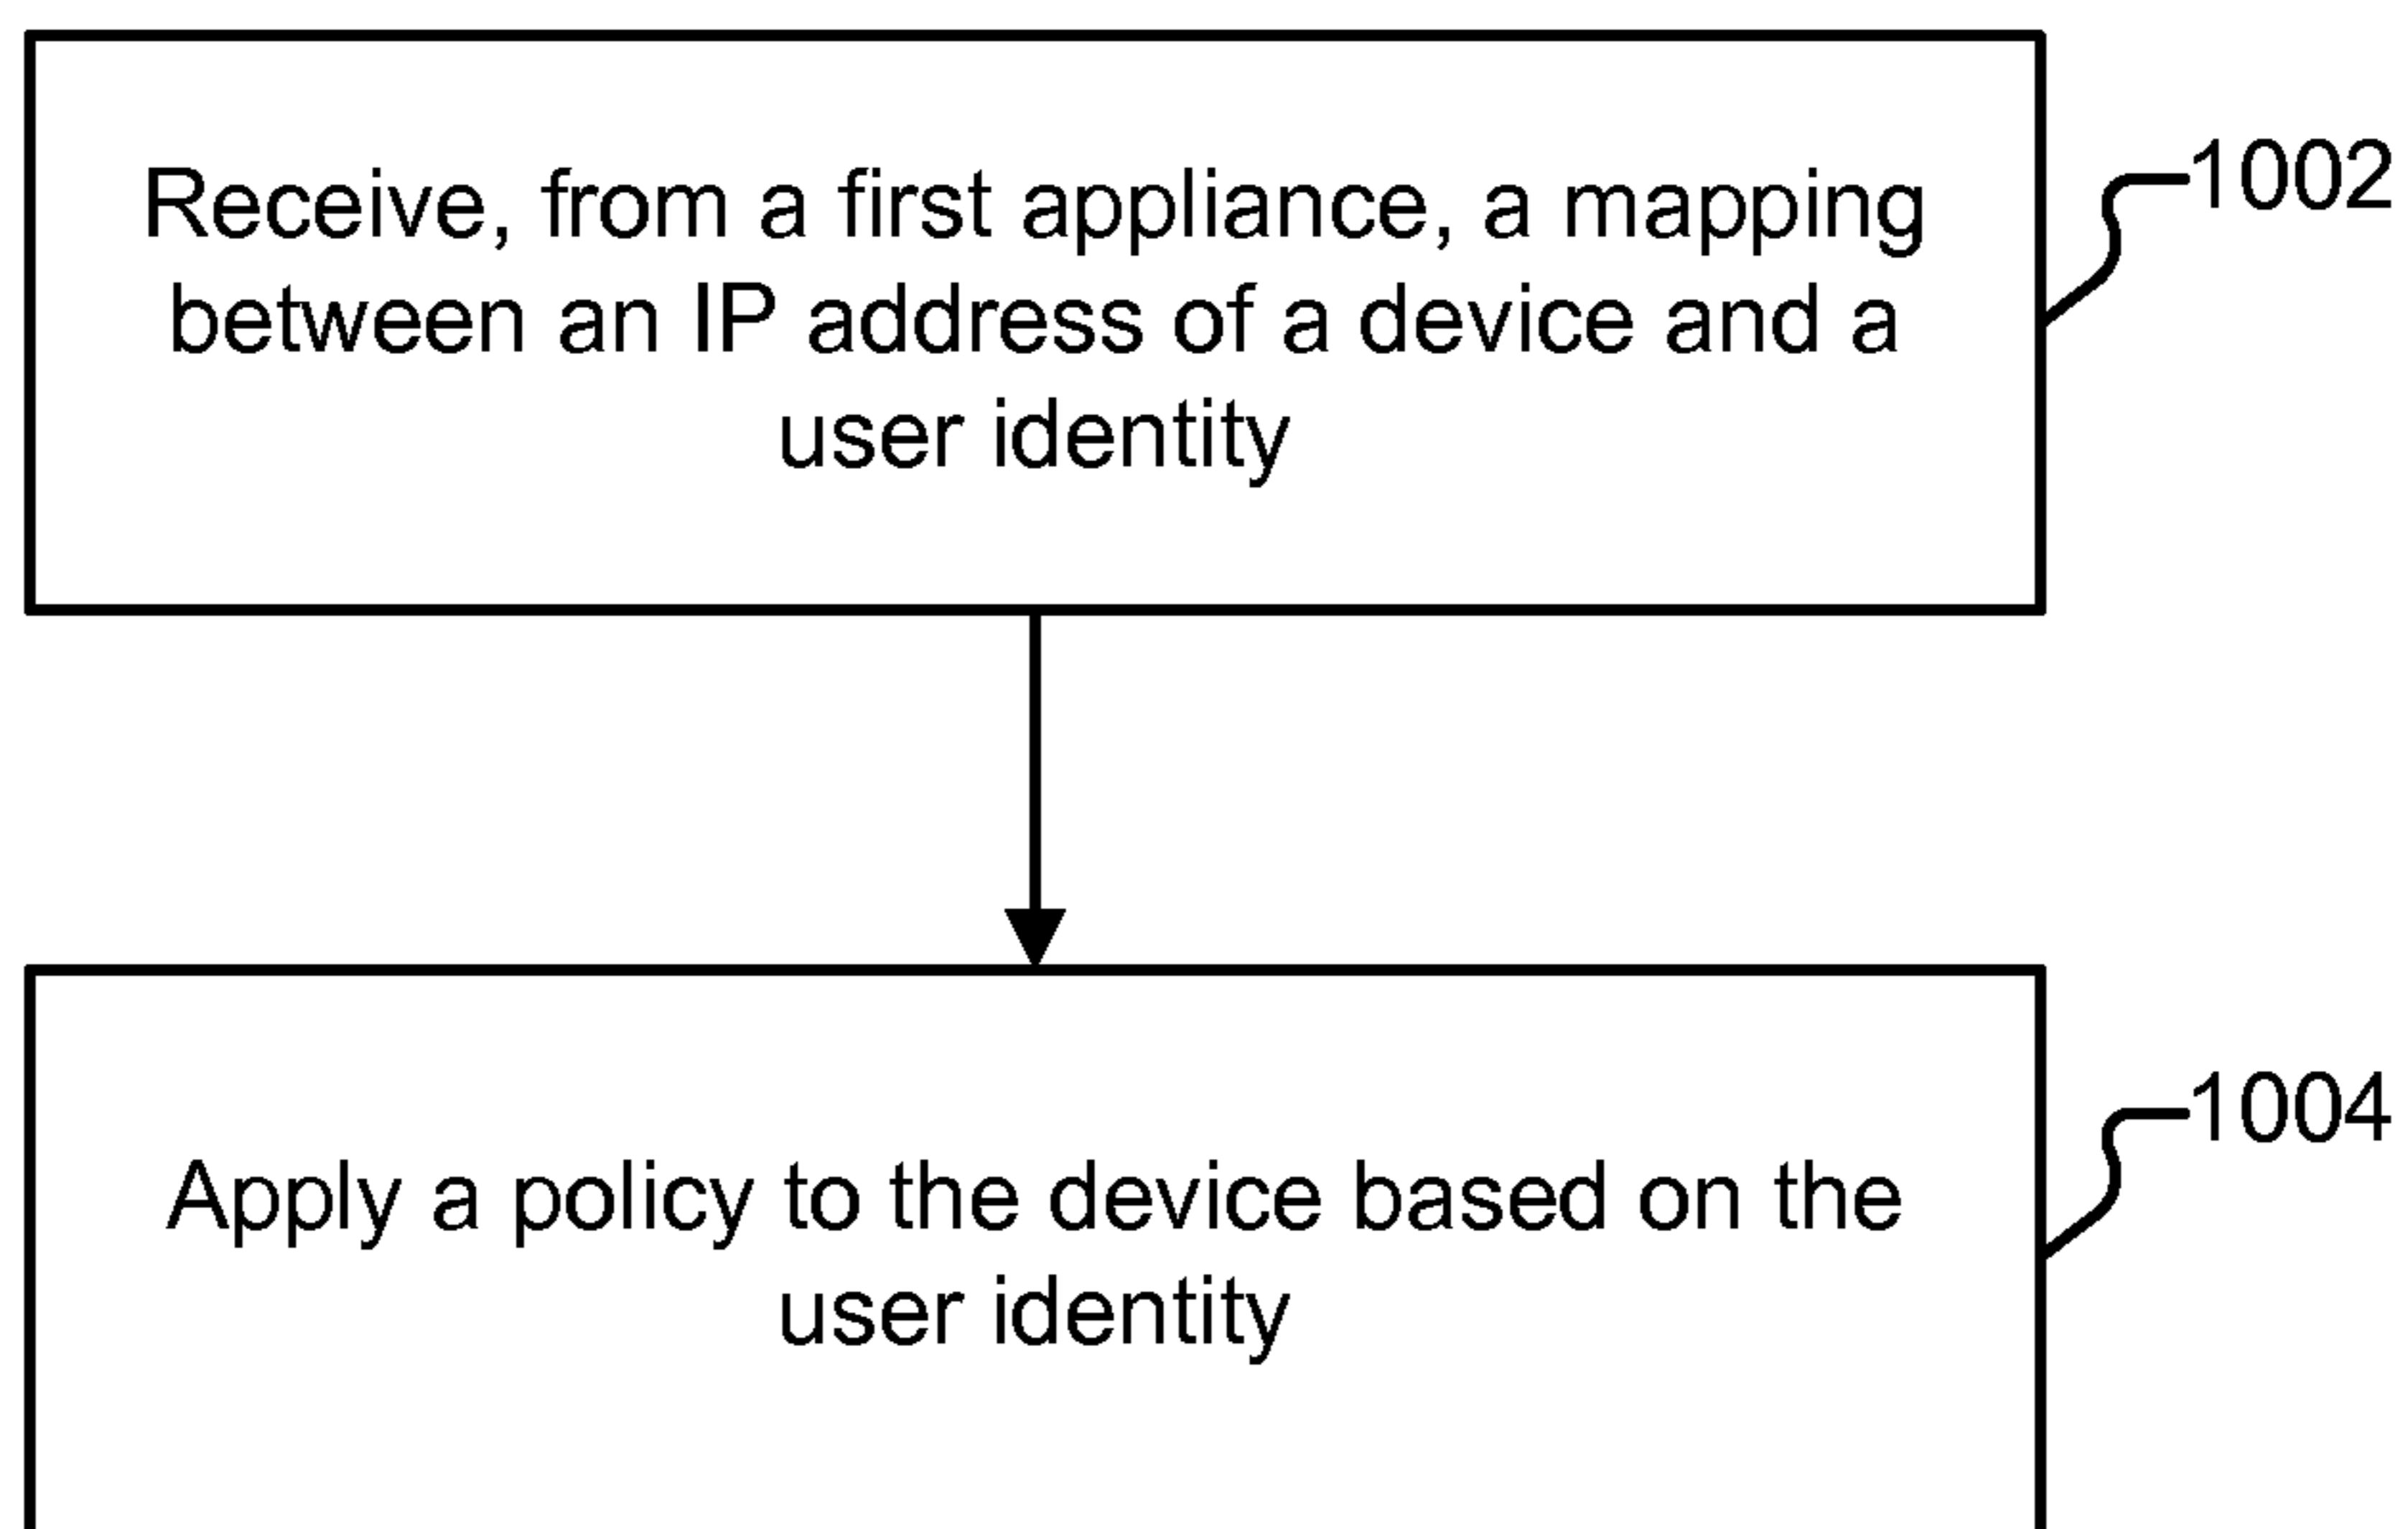 Receive, from a first appliance, a mapping
between an IP address of a device and a
user identity
1002
Apply a policy to the device based on the
user identity
1004